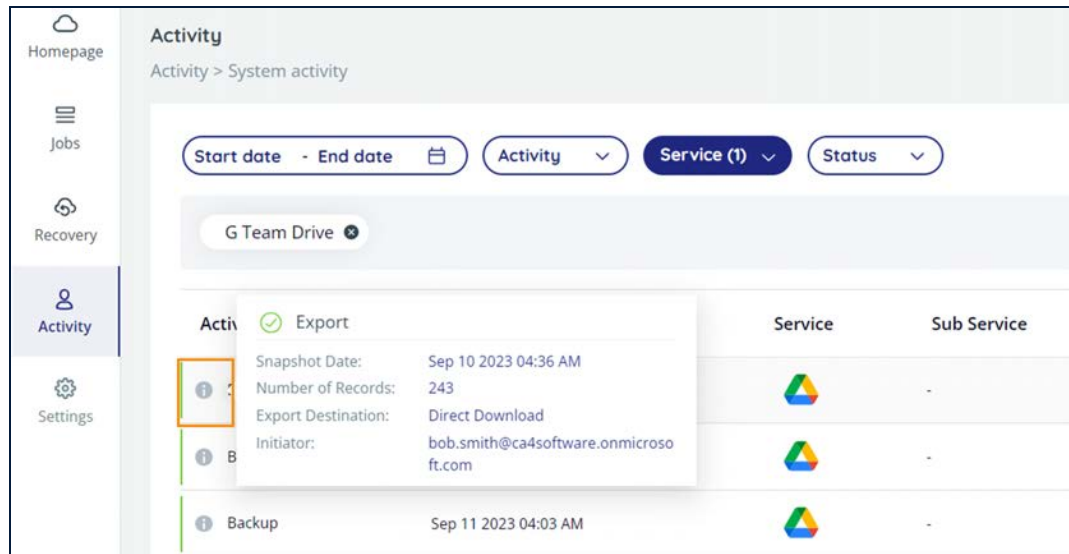 Homepage
Jobs
Recovery
Activity
Settings
Activity
Activity > System activity
Start date - End date
Activity
Service (1)
Status
G Team Drive
Service
Sub Service
Export
Snapshot Date: Sep 10 2023 04:36 AM
Number of Records: 243
Export Destination: Direct Download
Initiator: bob.smith@ca4software.onmicroso
ft.com
-
-
Backup Sep 11 2023 04:03 AM -